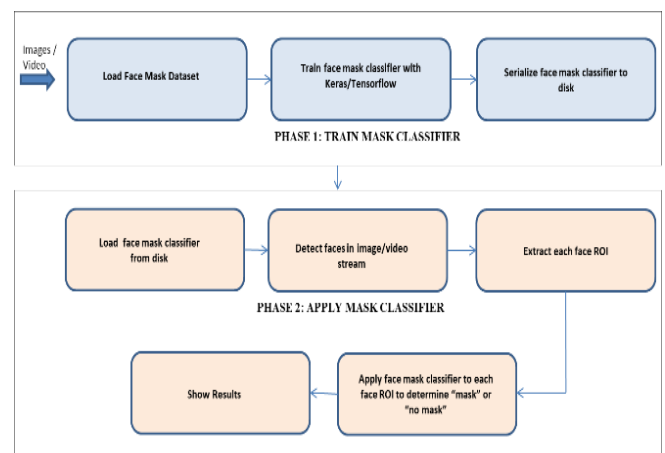 Images /
Video
Load Face Mask Dataset
Train face mask classifier with
Keras/Tensorflow
Serialize face mask classifier to
disk
PHASE 1: TRAIN MASK CLASSIFIER
Load face mask classifier
from disk
Detect faces in image/video
stream
Extract each face ROI
PHASE 2: APPLY MASK CLASSIFIER
Show Results
Apply face mask classifier to each
face ROI to determine “mask” or
“no mask”